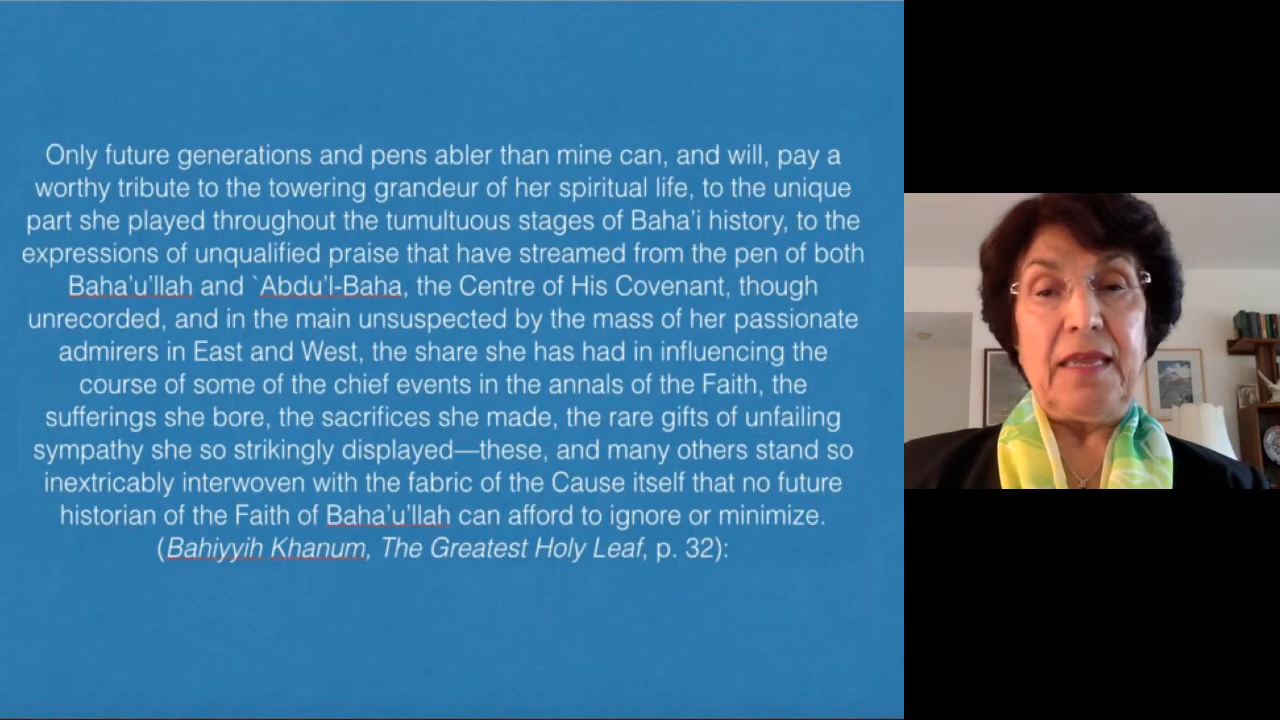 Only future generations and pens abler than mine can, and will, pay a
worthy tribute to the towering grandeur of her spiritual life, to the unique
part she played throughout the tumultuous stages of Baha’i history, to the
expressions of unqualified praise that have streamed from the pen of both
Baha’u’llah and `Abdu’l-Baha, the Centre of His Covenant, though
unrecorded, and in the main unsuspected by the mass of her passionate
admirers in East and West, the share she has had in influencing the
course of some of the chief events in the annals of the Faith, the
sufferings she bore, the sacrifices she made, the rare gifts of unfailing
sympathy she so strikingly displayed—these, and many others stand so
inextricably interwoven with the fabric of the Cause itself that no future
historian of the Faith of Baha’u’llah can afford to ignore or minimize.
(Bahiyyih Khanum, The Greatest Holy Leaf, p. 32):